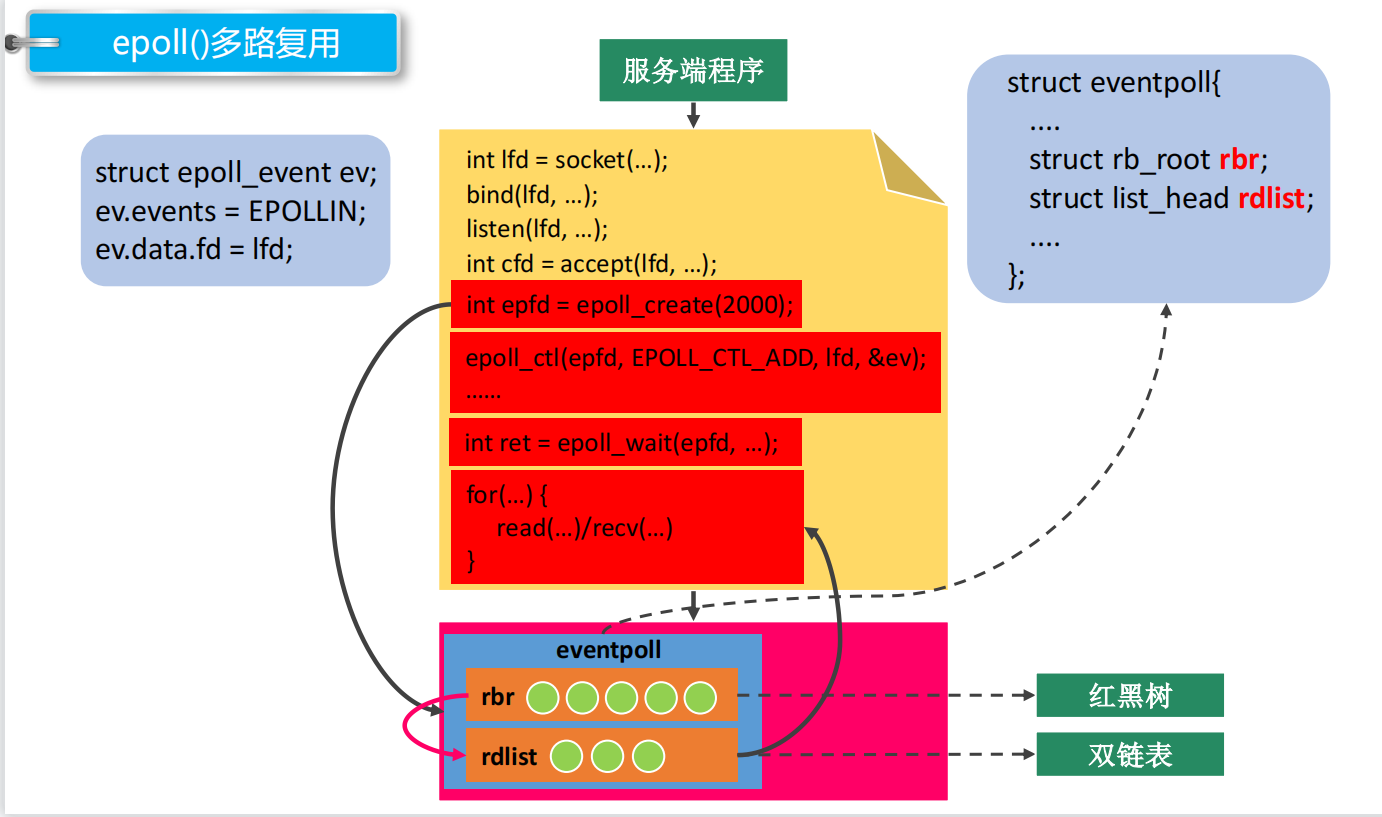 epoll()多路复用
服务端程序
struct epoll_event ev;
ev.events = EPOLLIN;
ev.data.fd = lfd;
int lfd = socket(…);
bind(lfd, …);
listen(lfd, …);
int cfd = accept(lfd, …);
int epfd = epoll_create(2000);
epoll_ctl(epfd, EPOLL_CTL_ADD, lfd, &ev);
……
int ret = epoll_wait(epfd, …);
for(…) {
read(…)/recv(…)
}
struct eventpoll{
....
struct rb_root rbr;
struct list_head rdlist;
....
};
eventpoll
rbr
rdlist
红黑树
双链表